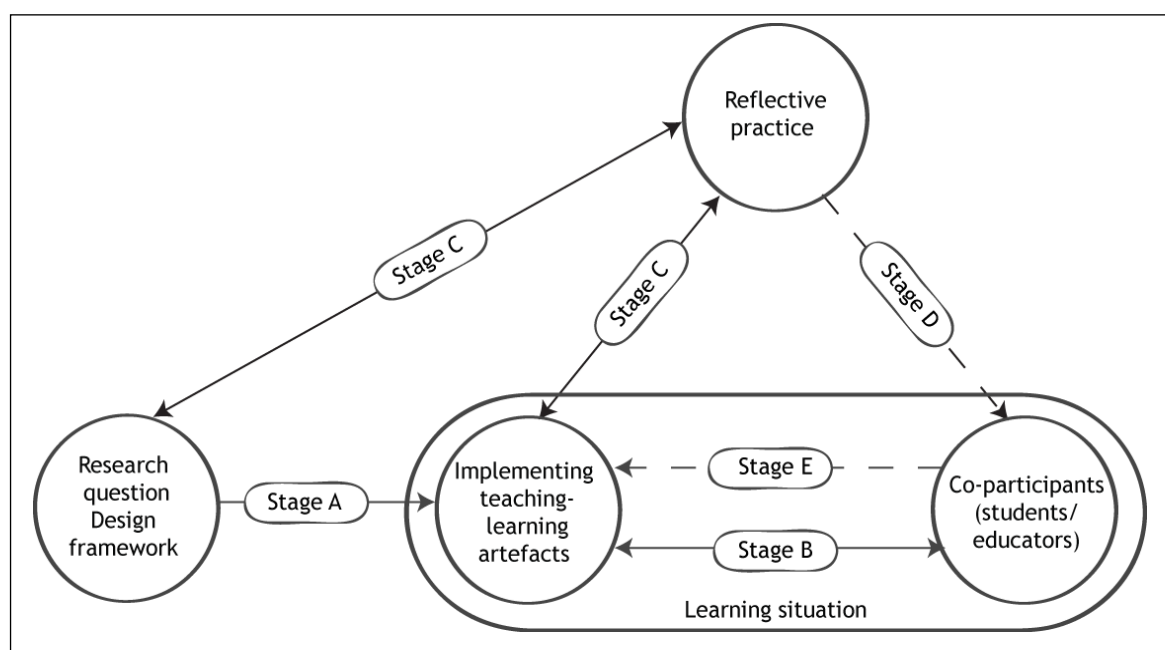 Reflective
practice
Stage C
Stage C
Stage D
Research
question
Design
framework
Stage A
Implementing
teaching-
learning
artefacts
Stage E
Stage B
Co-participants
(students/
educators)
Learning situation